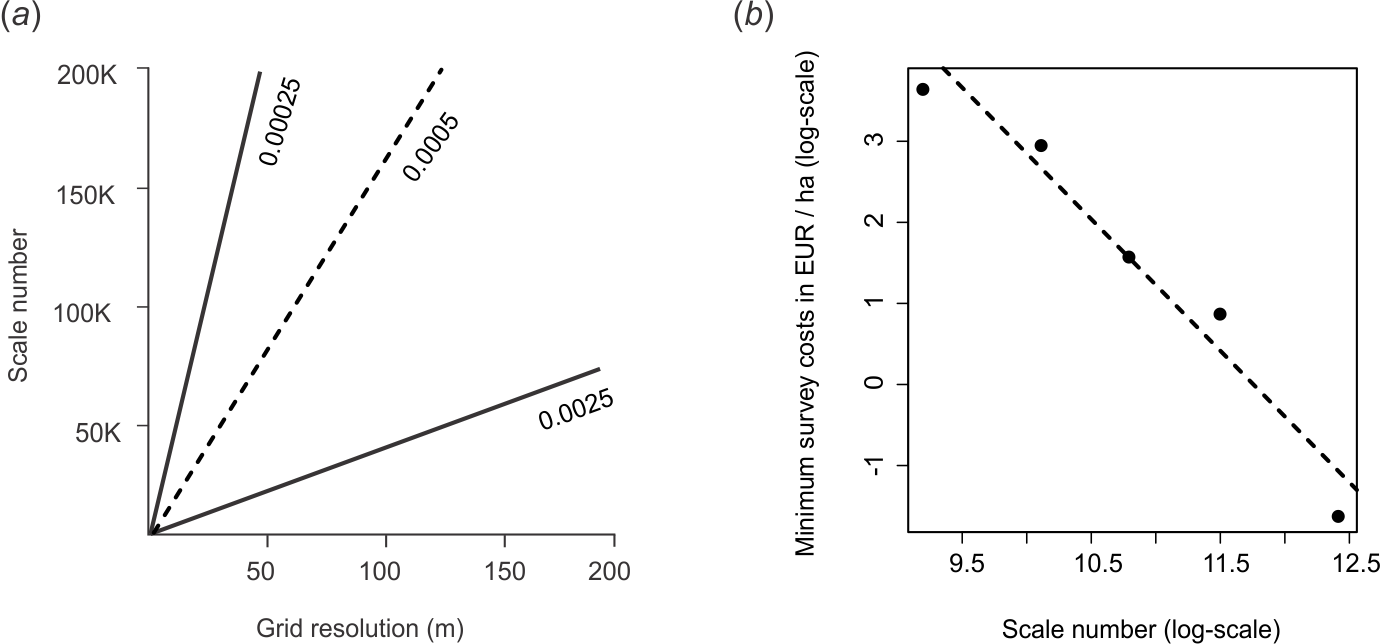 (a)
200K
150K
100K
50K
Scale number
0.00025
0.0005
0.0025
50
100
150
200
Grid resolution (m)
(b)
Minimum survey costs in EUR / ha (log-scale)
3
2
1
0
-1
9.5
10.5
11.5
12.5
Scale number (log-scale)